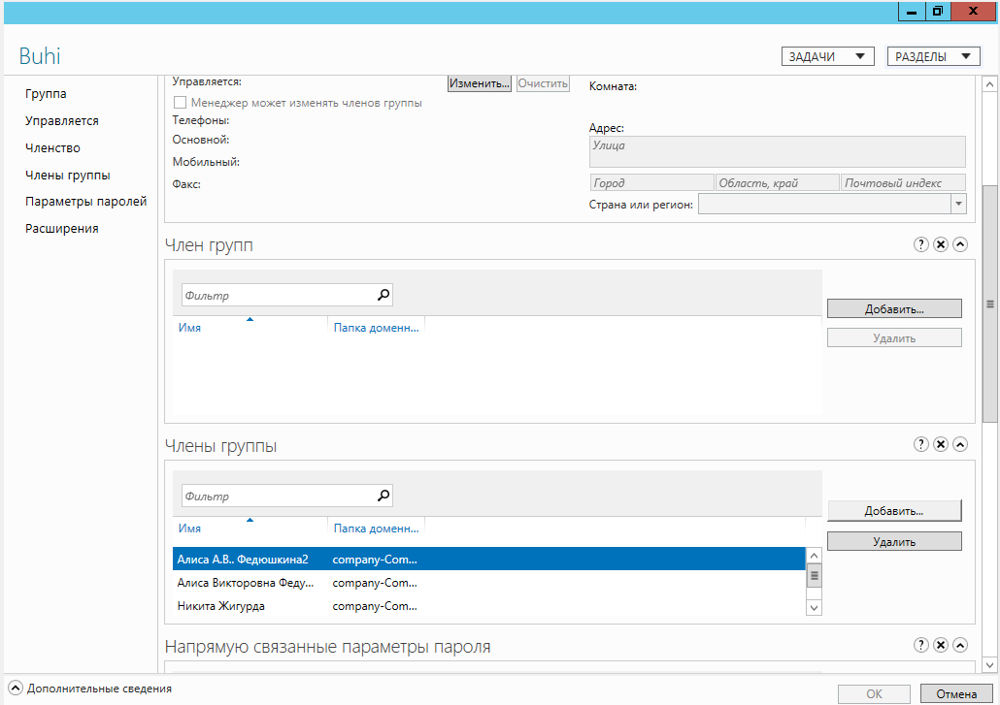 Buhi
ЗАДАЧИ
РАЗДЕЛЫ
Группа
Управляется
Членство
Члены группы
Параметры паролей
Расширения
Управляется:
Изменить...
Очистить
Менеджер может изменять членов группы
Телефоны:
Основной:
Мобильный:
Факс:
Комната:
Адрес:
Улица
Город
Область, край
Почтовый индекс
Страна или регион:
Член групп
Фильтр
Имя
Папка доменн...
Добавить...
Удалить
Члены группы
Фильтр
Имя
Папка доменн...
Алиса А.В.. Федюшкина2 company-Com...
Алиса Викторовна Феду... company-Com...
Никита Жигурда company-Com...
Добавить...
Удалить
Напрямую связанные параметры пароля
Дополнительные сведения
ОК
Отмена